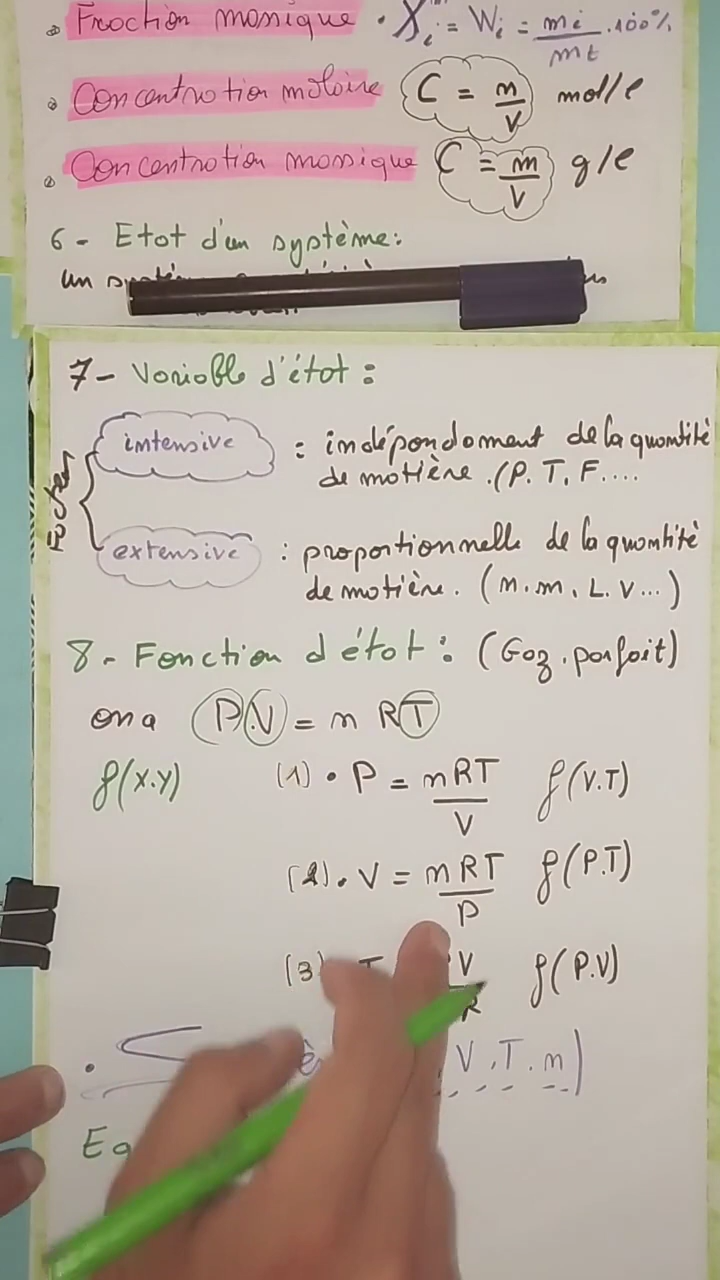 Fraction massique . Xi = Wi = mi/mt .100%
Concentration molaire C = n/V mol/l
Concentration massique C = m/V g/l
6- Etat d'un système:
un
7- Variable d'état:
Factem
intensive : indépendament de la quantité
de matière. (P. T. F....
extensive : proportionnelle de la quantité
de matière. (n. m. L. V...)
8- Fonction d'état: (Gaz. parfait)
on a PV = n RT
f(X.Y) (1) • P = nRT/V f(V.T)
(2). V = nRT/P f(P.T)
(3) f(P.V)
V, T. n)